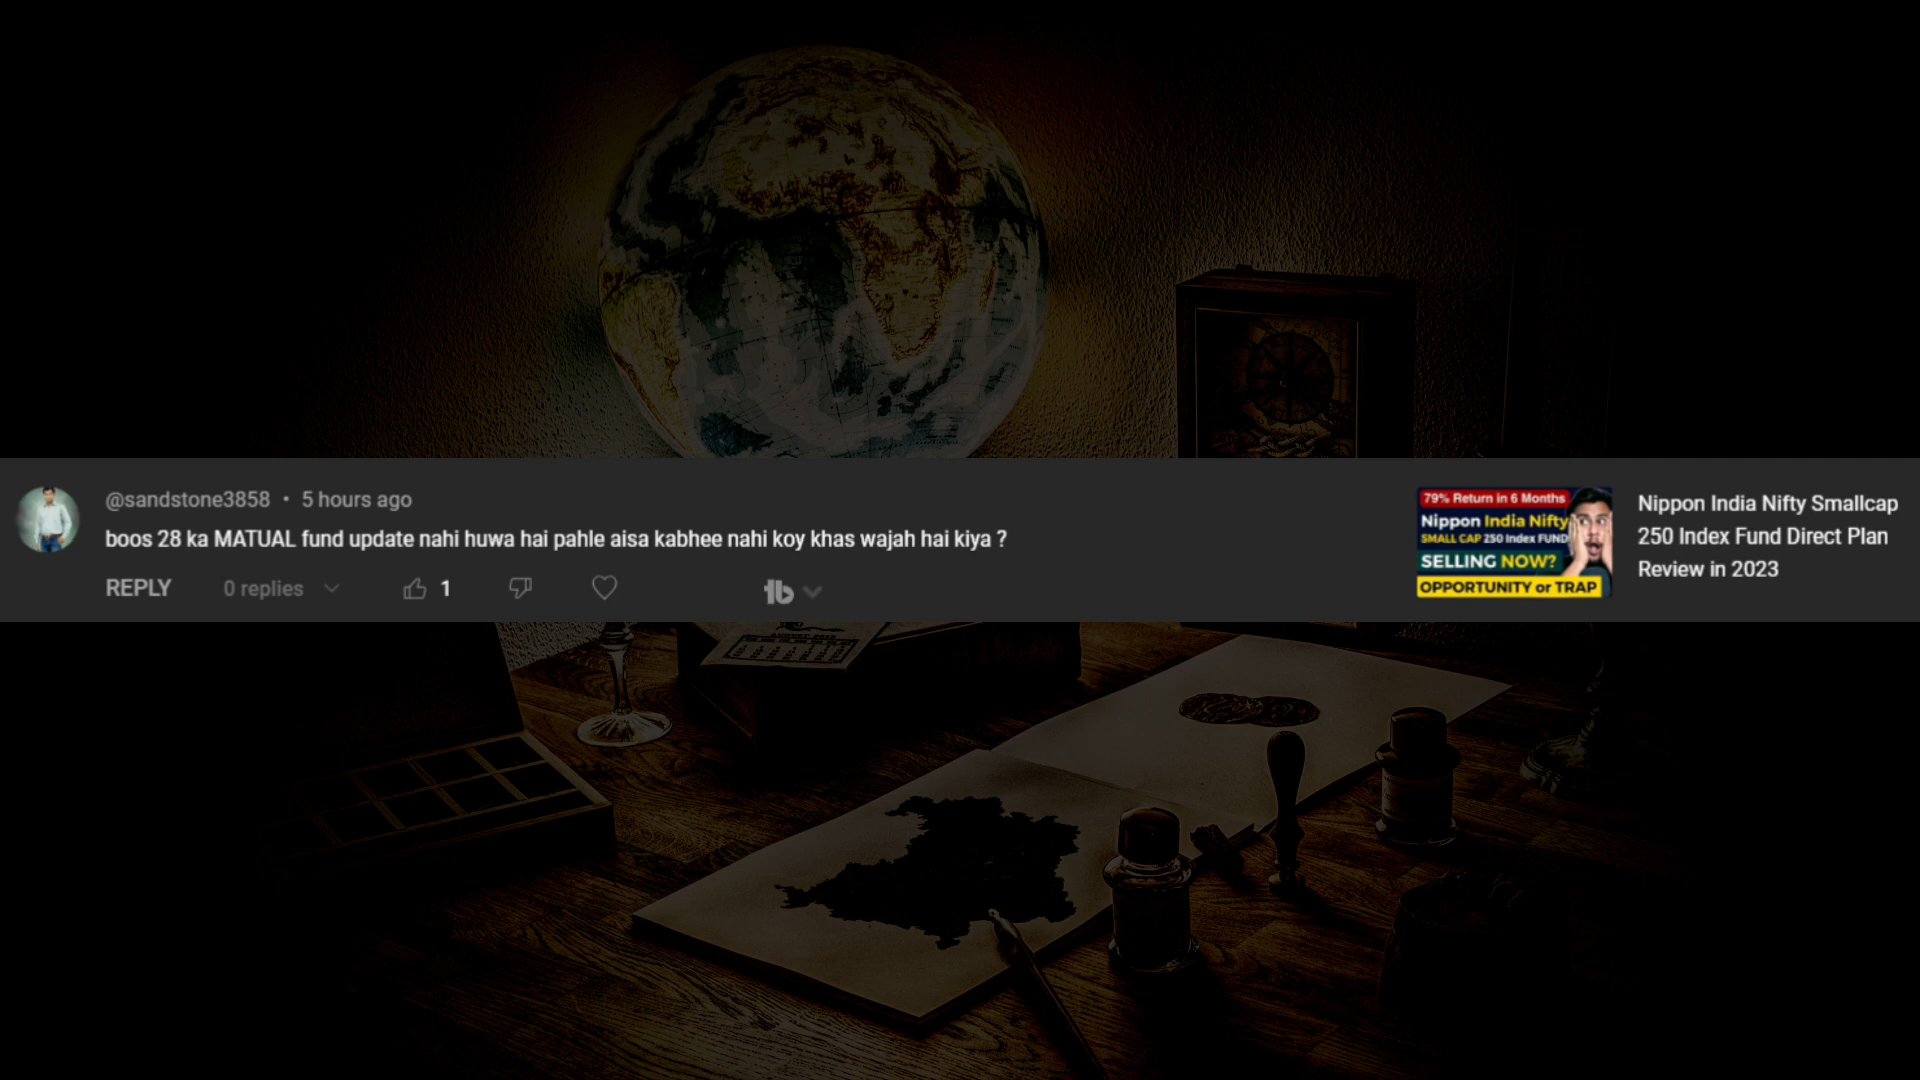 @sandstone3858 • 5 hours ago
boos 28 ka MATUAL fund update nahi huwa hai pahle aisa kabhee nahi koy khas wajah hai kiya ?
REPLY 0 replies 1
79% Return in 6 Months
Nippon India Nifty
SMALL CAP 250 Index FUND
SELLING NOW?
OPPORTUNITY or TRAP
Nippon India Nifty Smallcap
250 Index Fund Direct Plan
Review in 2023